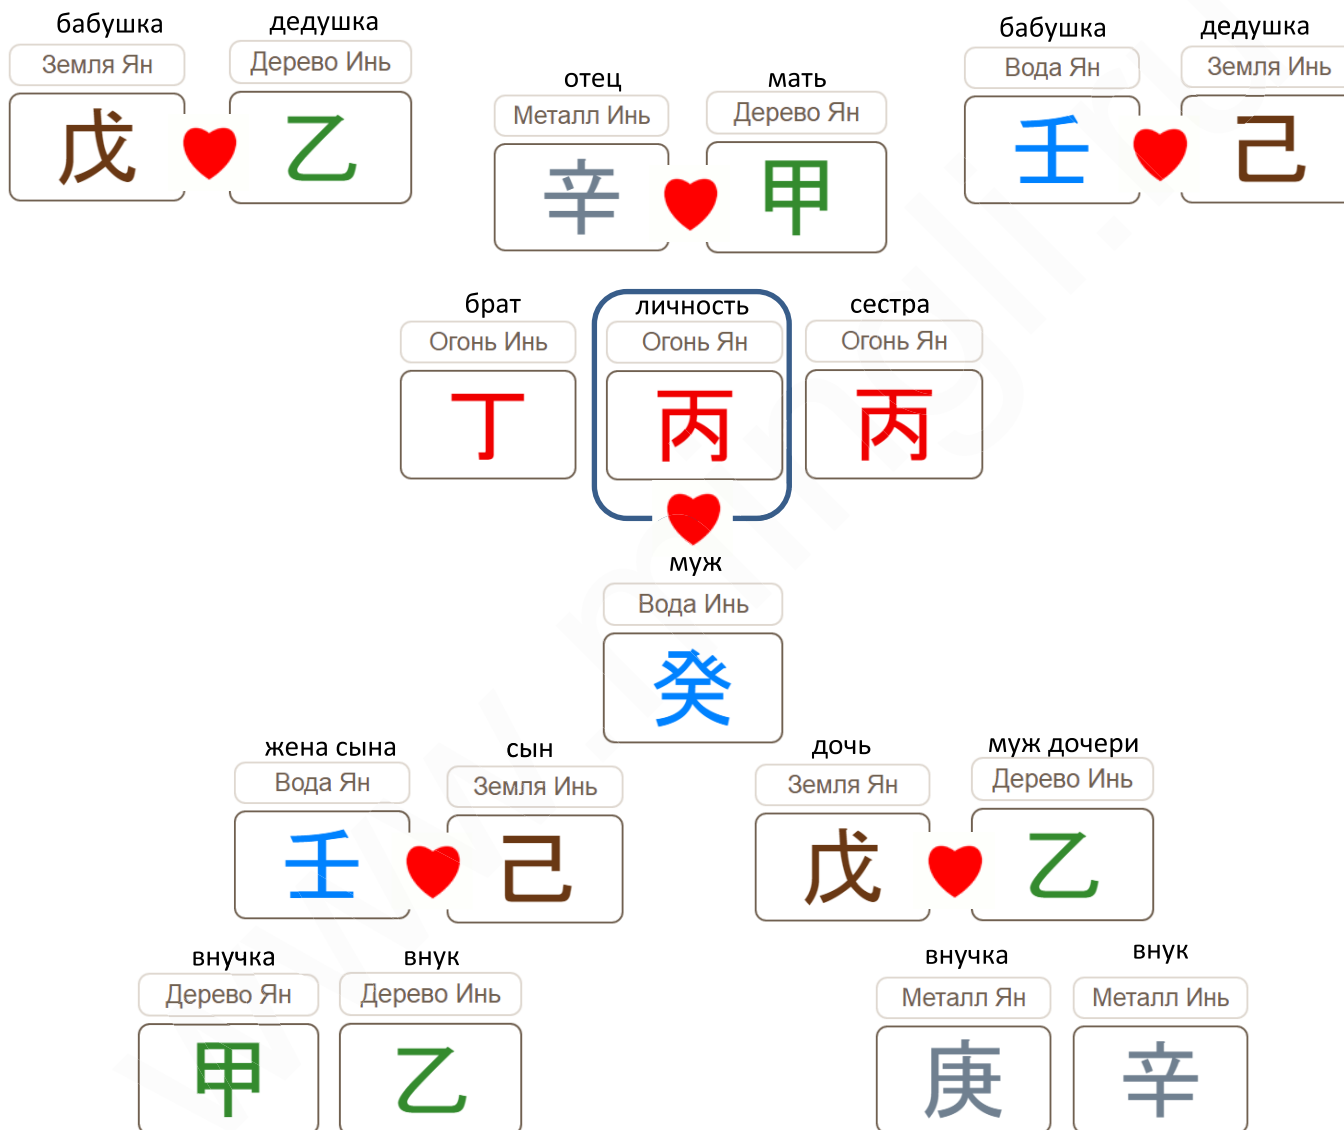 бабушка
дедушка
Земля Ян
Дерево Инь
戊
乙
отец
мать
Металл Инь
Дерево Ян
辛
甲
бабушка
дедушка
Вода Ян
Земля Инь
壬
己
брат
личность
сестра
Огонь Инь
Огонь Ян
Огонь Ян
丁
丙
丙
муж
Вода Инь
癸
жена сына
сын
Вода Ян
Земля Инь
壬
己
дочь
муж дочери
Земля Ян
Дерево Инь
戊
乙
внучка
внук
Дерево Ян
Дерево Инь
甲
乙
внучка
внук
Металл Ян
Металл Инь
庚
辛